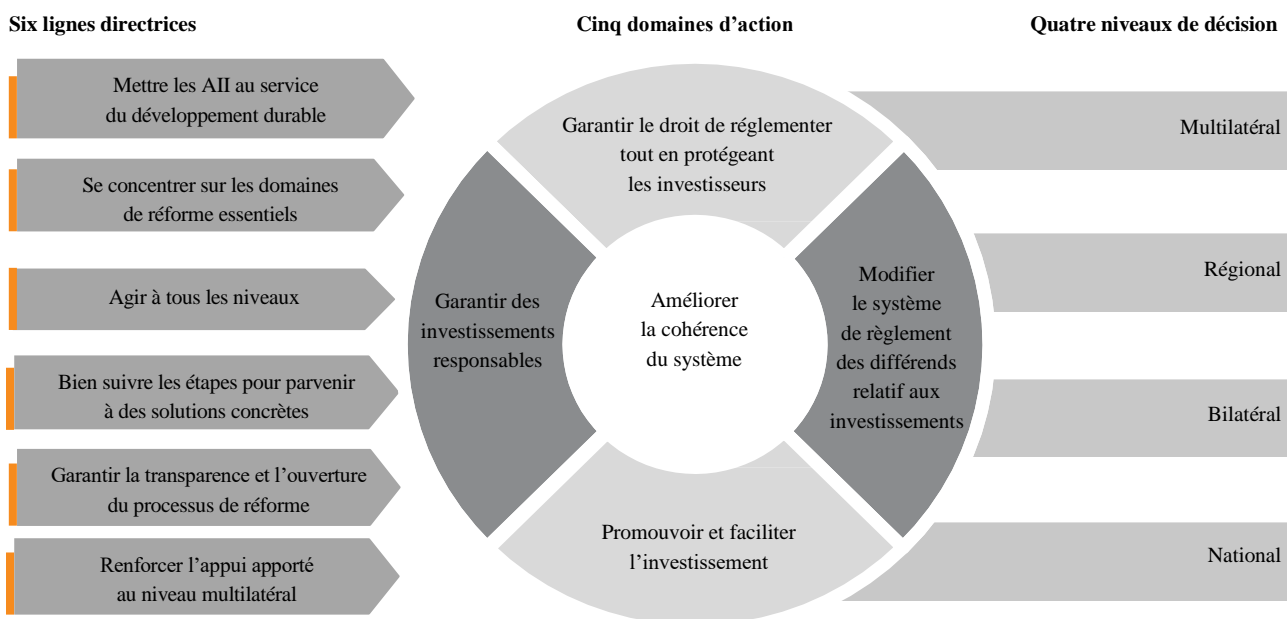 Six lignes directrices
Mettre les AII au service
du développement durable
Se concentrer sur les domaines
de réforme essentiels
Agir à tous les niveaux
Bien suivre les étapes pour parvenir
à des solutions concrètes
Garantir la transparence et l’ouverture
du processus de réforme
Renforcer l’appui apporté
au niveau multilatéral
Cinq domaines d’action
Garantir le droit de réglementer
tout en protégeant
les investisseurs
Garantir des
investissements
responsables
Améliorer
la cohérence
du système
Modifier
le système
de règlement
des différends
relatif aux
investissements
Promouvoir et faciliter
l’investissement
Quatre niveaux de décision
Multilatéral
Régional
Bilatéral
National